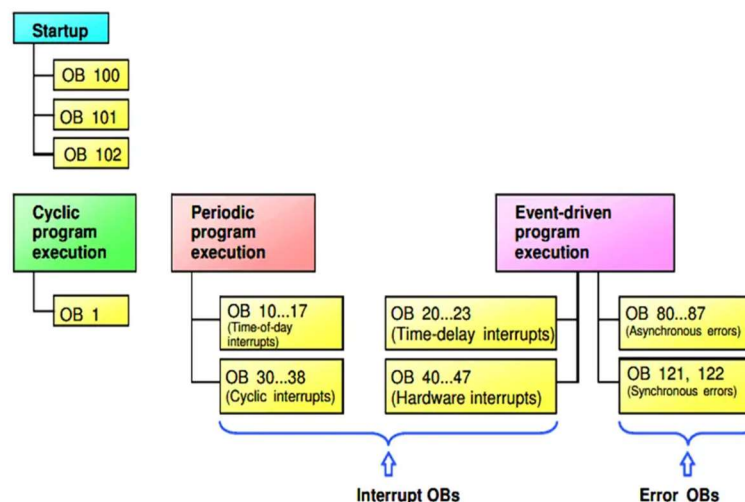 Startup
OB 100
OB 101
OB 102
Cyclic
program
execution
OB 1
Periodic
program
execution
OB 10...17
(Time-of-day
interrupts)
OB 30...38
(Cyclic interrupts)
Event-driven
program
execution
OB 20...23
(Time-delay interrupts)
OB 40...47
(Hardware interrupts)
OB 80...87
(Asynchronous errors)
OB 121, 122
(Synchronous errors)
Interrupt OBs
Error OBs